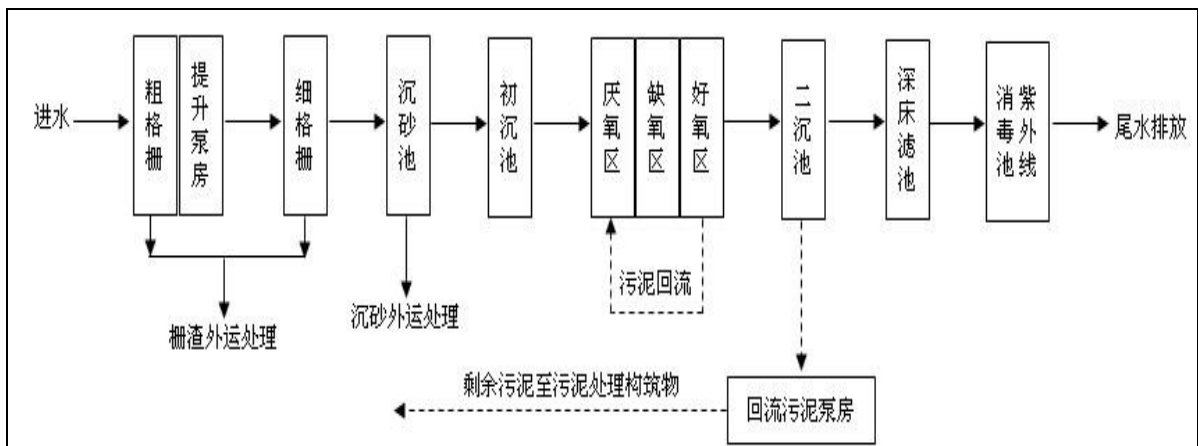 进水
粗格栅
提升泵房
细格栅
沉砂池
初沉池
厌氧区
缺氧区
好氧区
二沉池
深床滤池
紫外线
消毒池
尾水排放
污泥回流
栅渣外运处理
沉砂外运处理
剩余污泥至污泥处理构筑物
回流污泥泵房